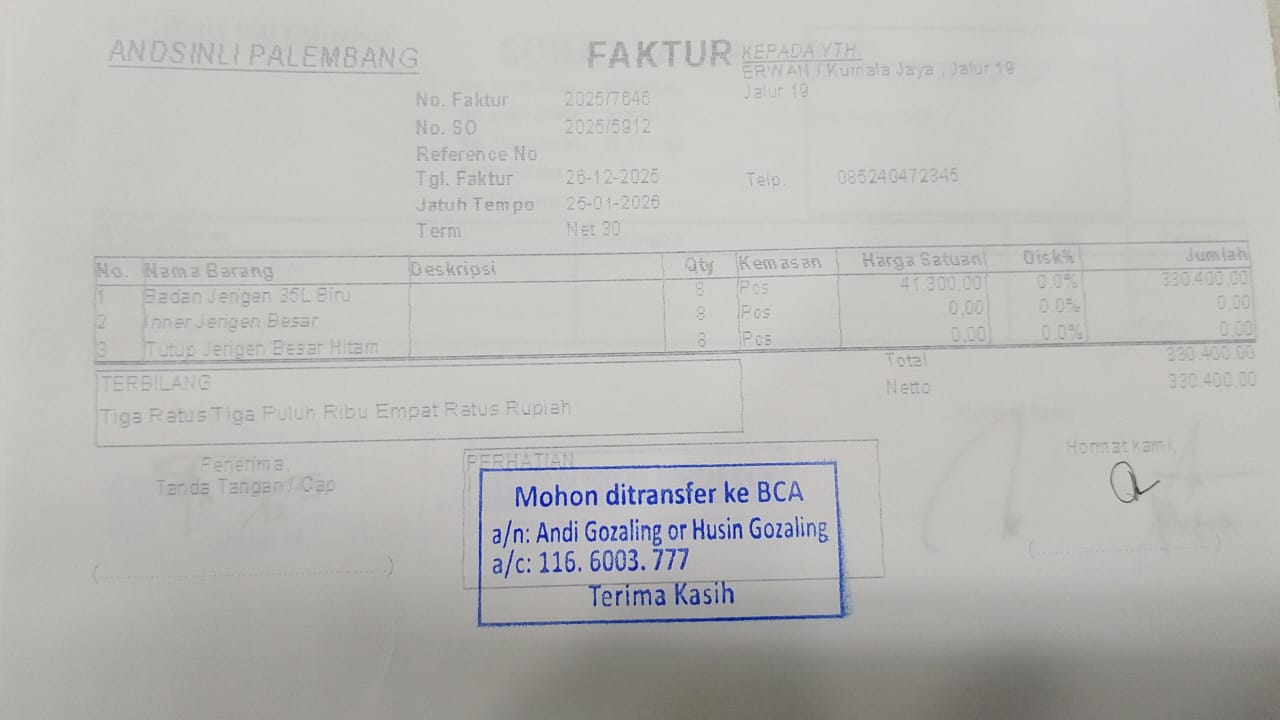 ANDSINLI PALEMBANG
FAKTUR
KEPADA YTH.
ERWAN / Kumala Jaya , Jalur 19
Jalur 19
No. Faktur 2025/7646
No. SO 2025/5912
Reference No
Tgl. Faktur 26-12-2025
Telp. 085240472345
Jatuh Tempo 25-01-2026
Term Net 30
No. Nama Barang Deskripsi Qty Kemasan Harga Satuan Disk% Jumlah
1 Badan Jerigen 35L Biru 8 Pcs 41.300,00 0.0% 330.400,00
2 Inner Jerigen Besar 8 Pcs 0,00 0.0% 0,00
3 Tutup Jerigen Besar Hitam 8 Pcs 0,00 0.0% 0,00
Total 330.400,00
Netto 330.400,00
TERBILANG
Tiga Ratus Tiga Puluh Ribu Empat Ratus Rupiah
Penerima,
Tanda Tangan / Cap
PERHATIAN
Mohon ditransfer ke BCA
a/n: Andi Gozaling or Husin Gozaling
a/c: 116. 6003. 777
Terima Kasih
Hormat kami,